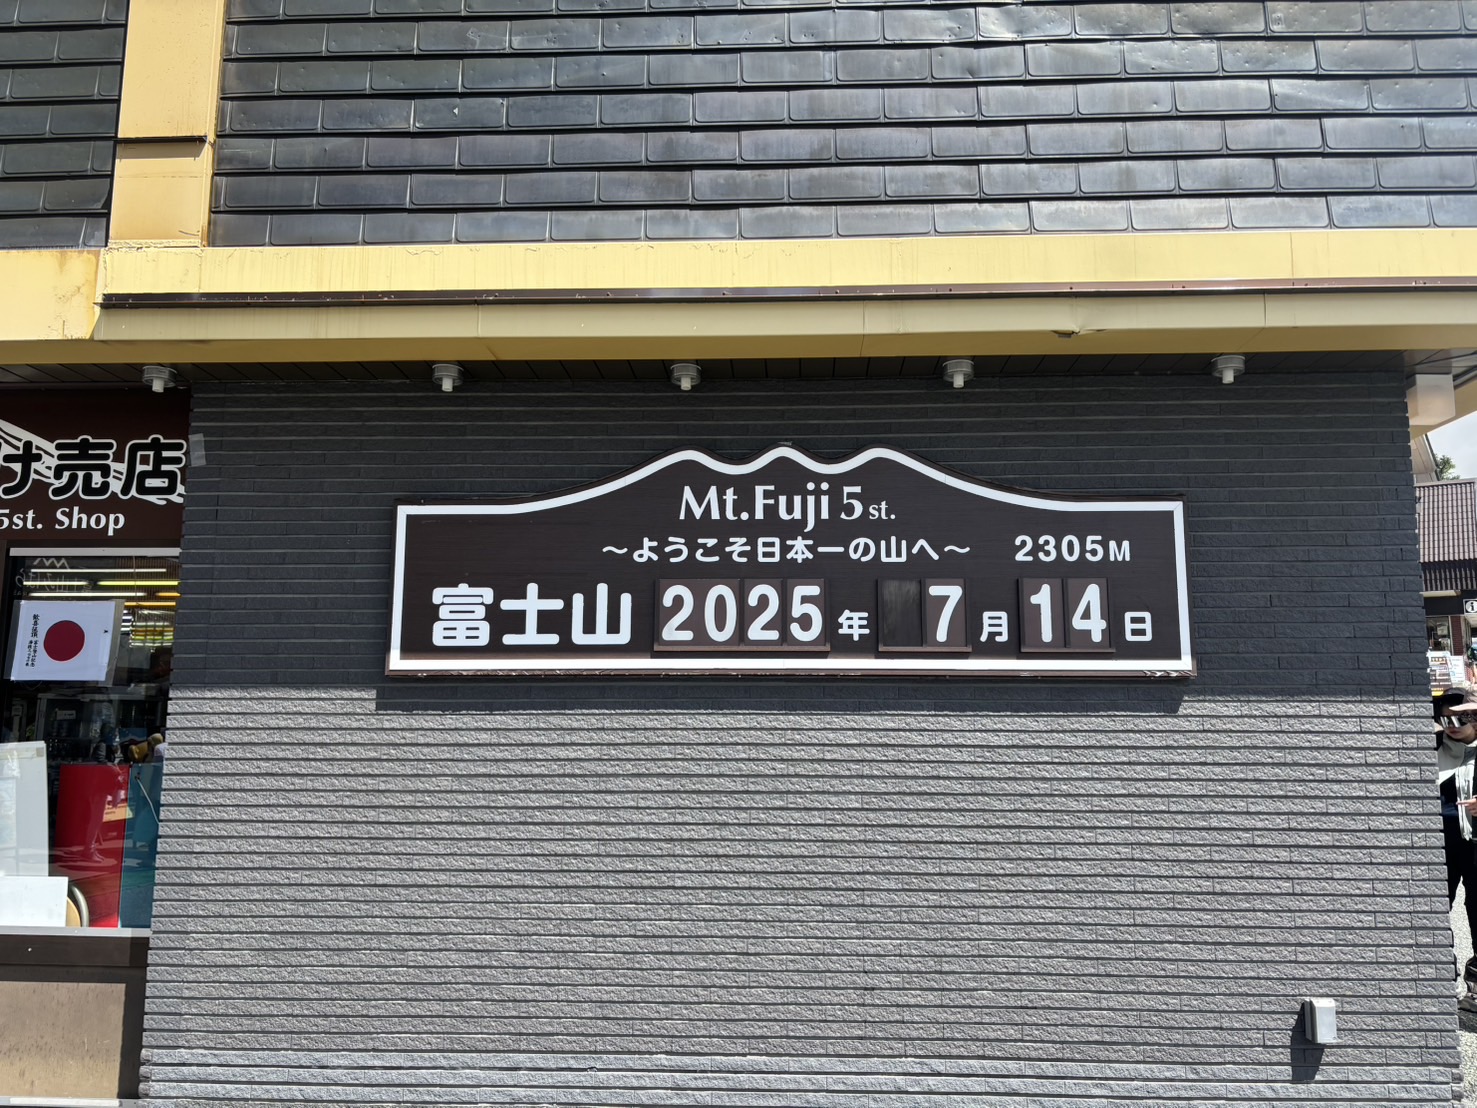 け売店
5st. Shop
Mt.Fuji 5st.
～ようこそ日本一の山へ～ 2305M
富士山 2025年 7月14日